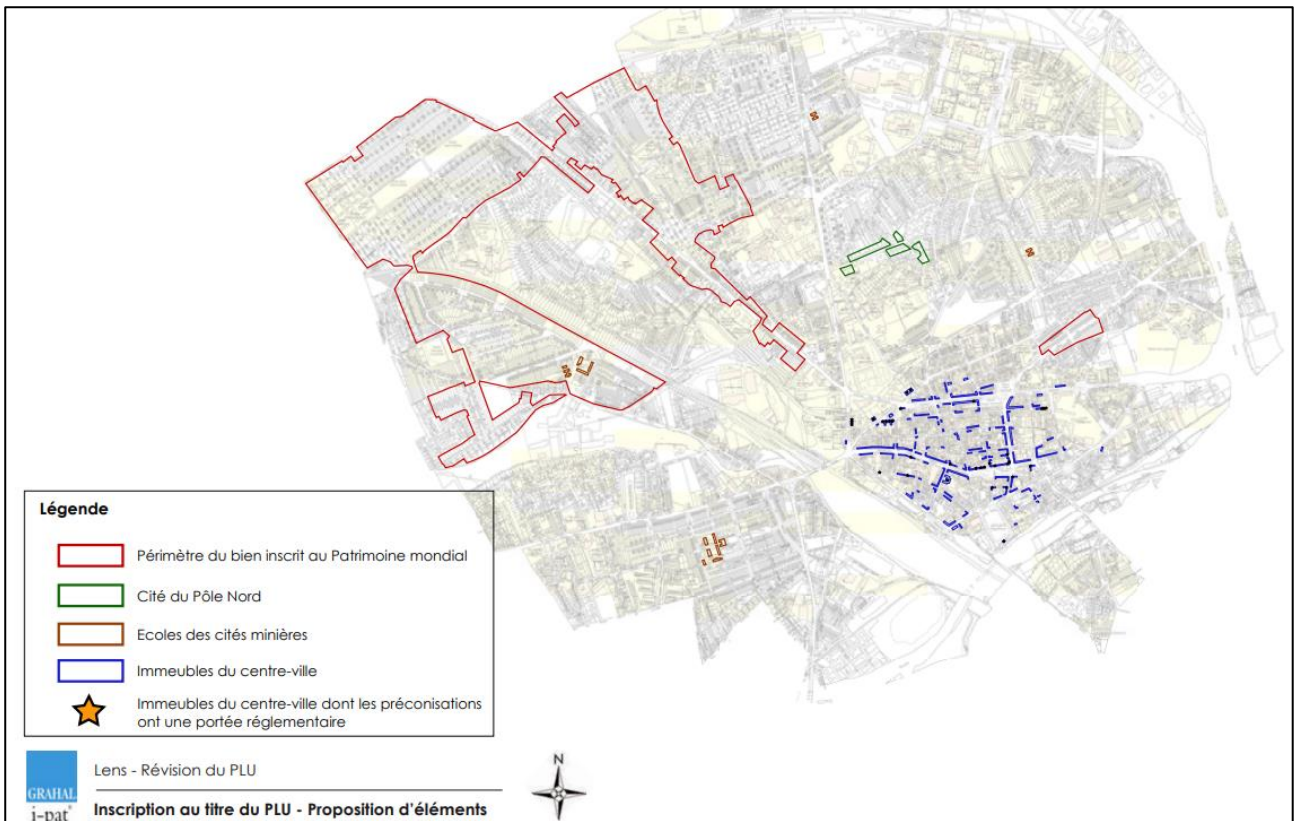 Légende
Périmètre du bien inscrit au Patrimoine mondial
Cité du Pôle Nord
Ecoles des cités minières
Immeubles du centre-ville
Immeubles du centre-ville dont les préconisations
ont une portée réglementaire
GRAHAL
i-pat
Lens - Révision du PLU
Inscription au titre du PLU - Proposition d'éléments
N